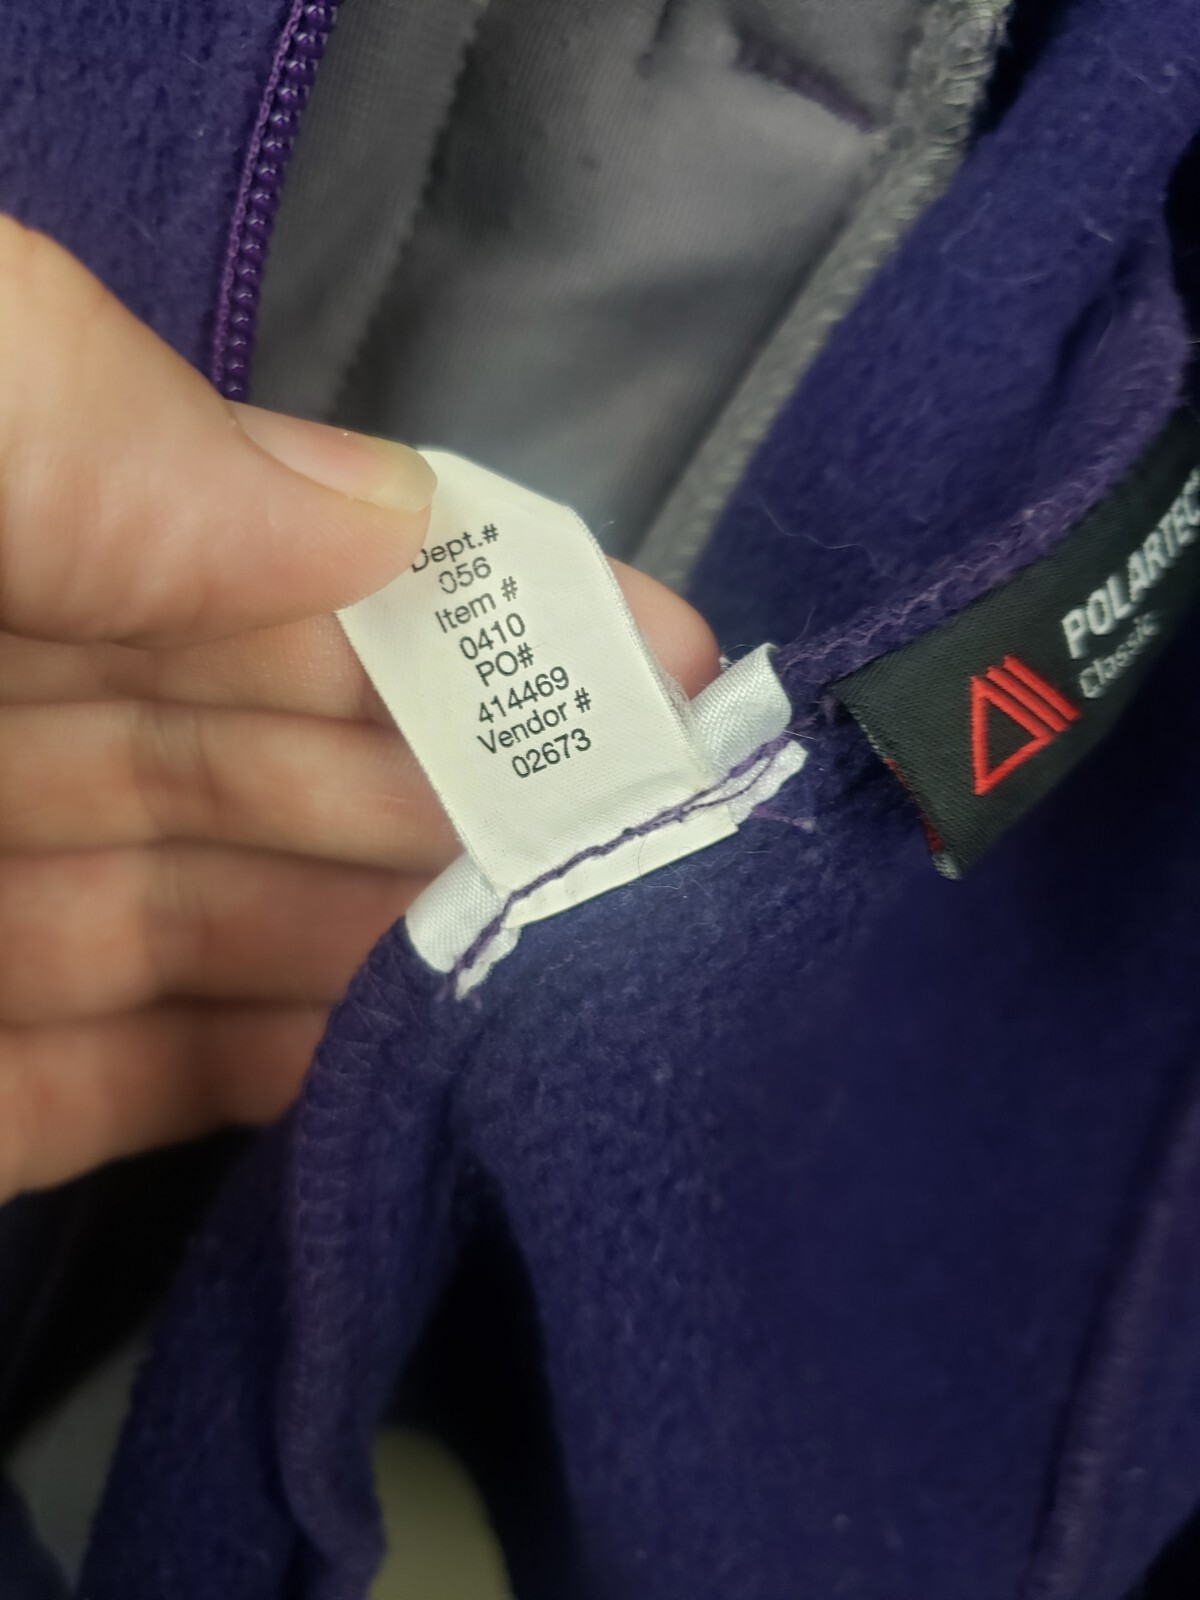 Dept.#
056
Item #
0410
PO#
414469
Vendor #
02673
POLARTEC
Classic